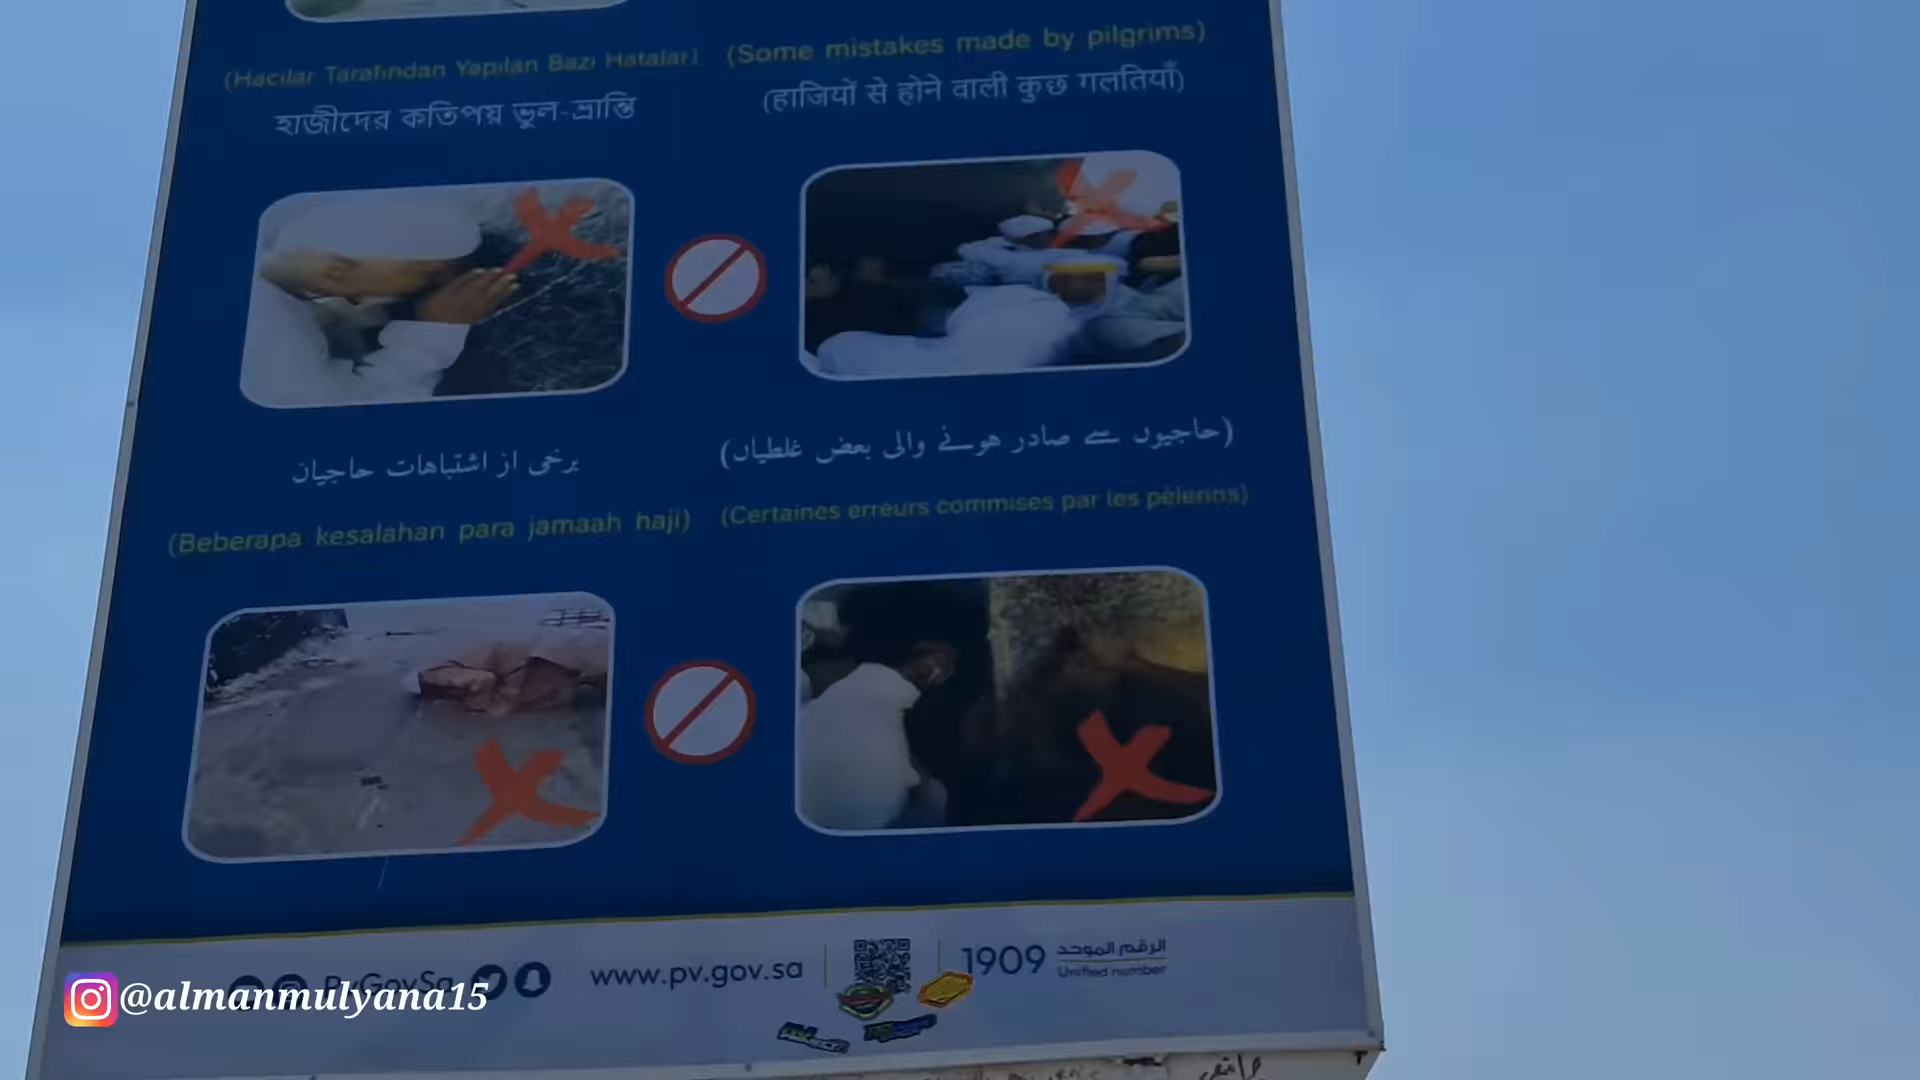 (Hacılar Tarafından Yapılan Bazı Hatalar)
(Some mistakes made by pilgrims)
হাজীদের কতিপয় ভুল-ভ্রান্তি
(हाजियों से होने वाली कुछ गलतियाँ)
برخی از اشتباهات حاجیان
(حاجیوں سے صادر ہونے والی بعض غلطیاں)
(Beberapa kesalahan para jamaah haji)
(Certaines erreurs commises par les pèlerins)
PvGovSa
www.pv.gov.sa
1909
الرقم الموحد
Unified number
@almanmulyana15